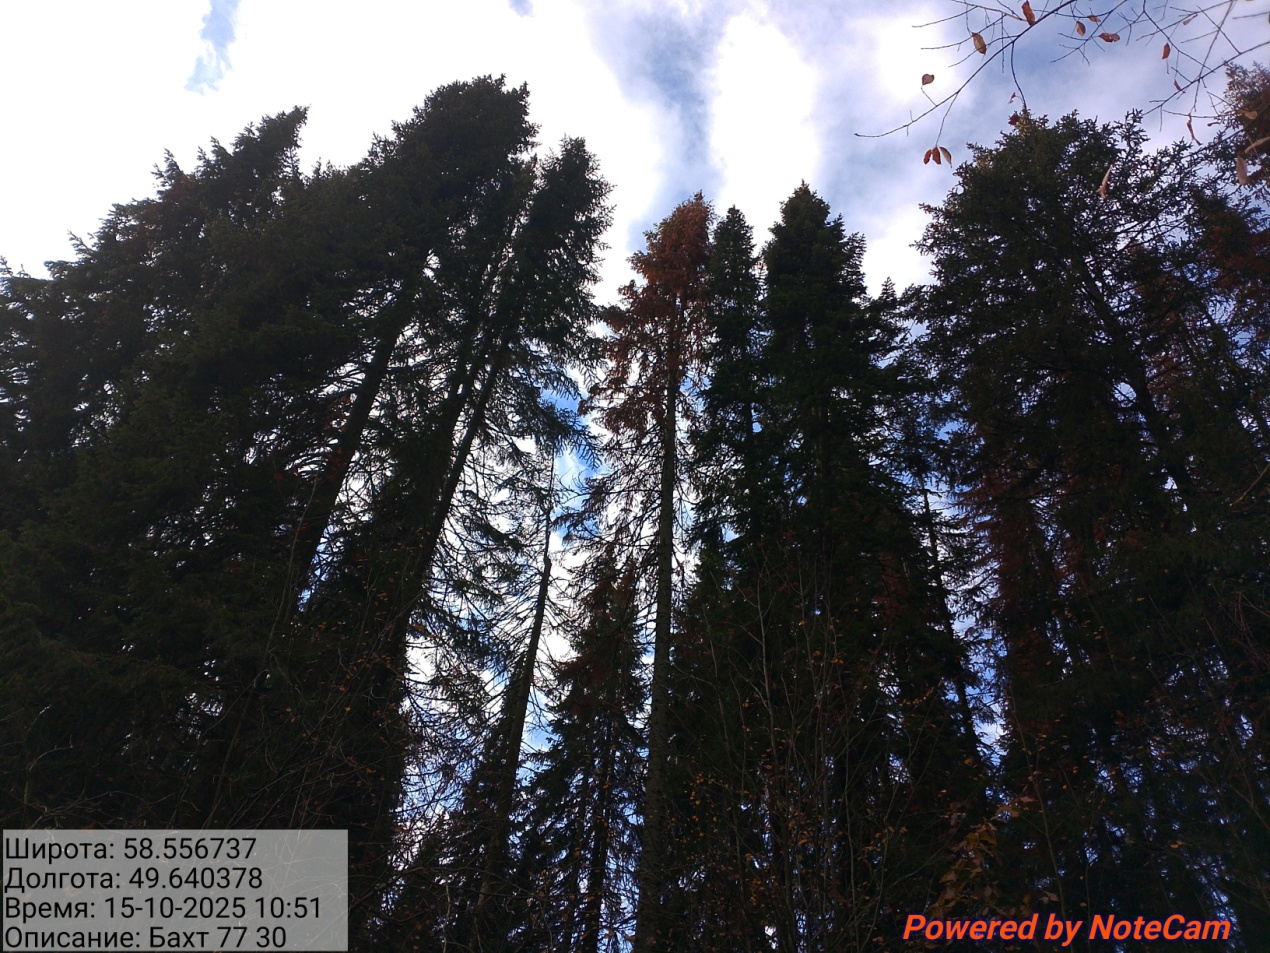 Широта: 58.556737
Долгота: 49.640378
Время: 15-10-2025 10:51
Описание: Бахт 77 30
Powered by NoteCam